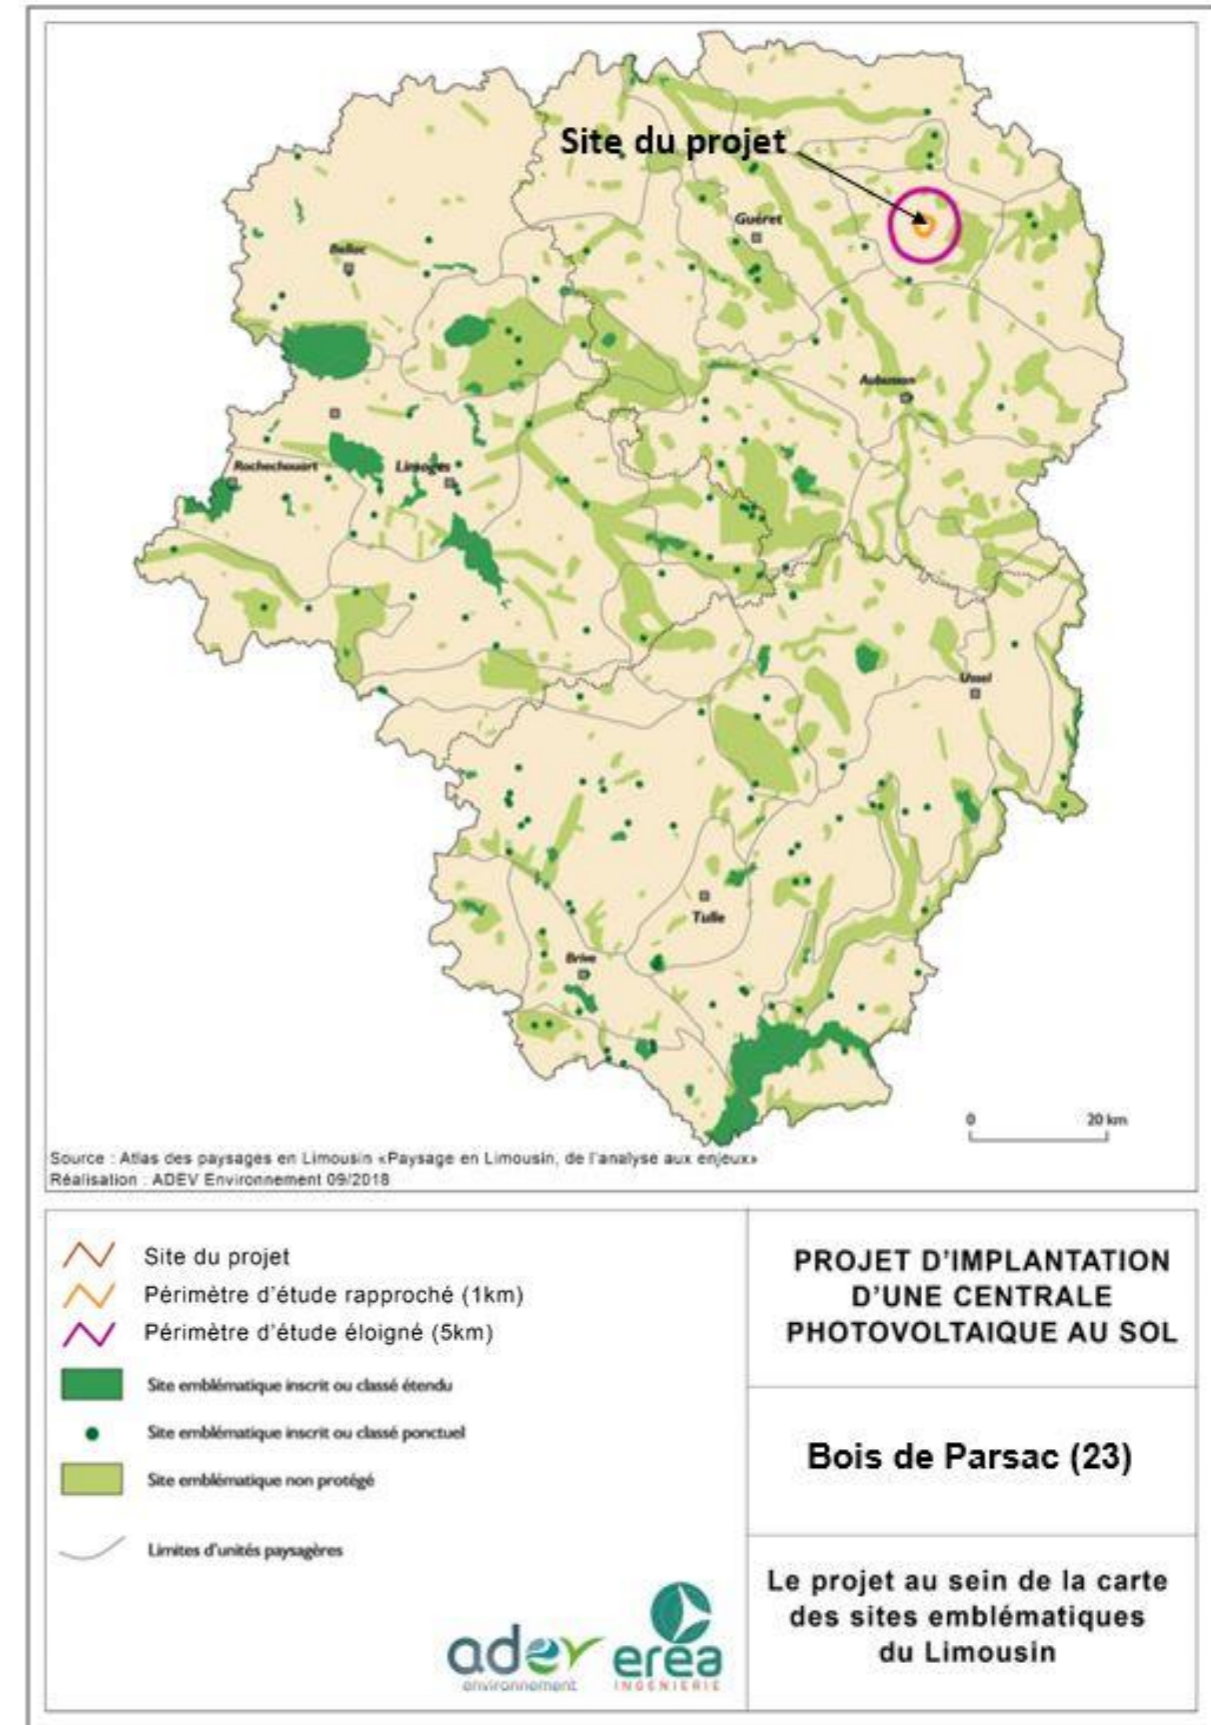 Site du projet
Guéret
Bellac
Aubusson
Rochechouart
Limoges
Ussel
Tulle
Brive
0 20 km
Source : Atlas des paysages en Limousin «Paysage en Limousin, de l'analyse aux enjeux»
Réalisation : ADEV Environnement 09/2018
Site du projet
Périmètre d'étude rapproché (1km)
Périmètre d'étude éloigné (5km)
Site emblématique inscrit ou classé étendu
Site emblématique inscrit ou classé ponctuel
Site emblématique non protégé
Limites d'unités paysagères
adev
environnement
erea
INGENIERIE
PROJET D'IMPLANTATION
D'UNE CENTRALE
PHOTOVOLTAIQUE AU SOL
Bois de Parsac (23)
Le projet au sein de la carte
des sites emblématiques
du Limousin